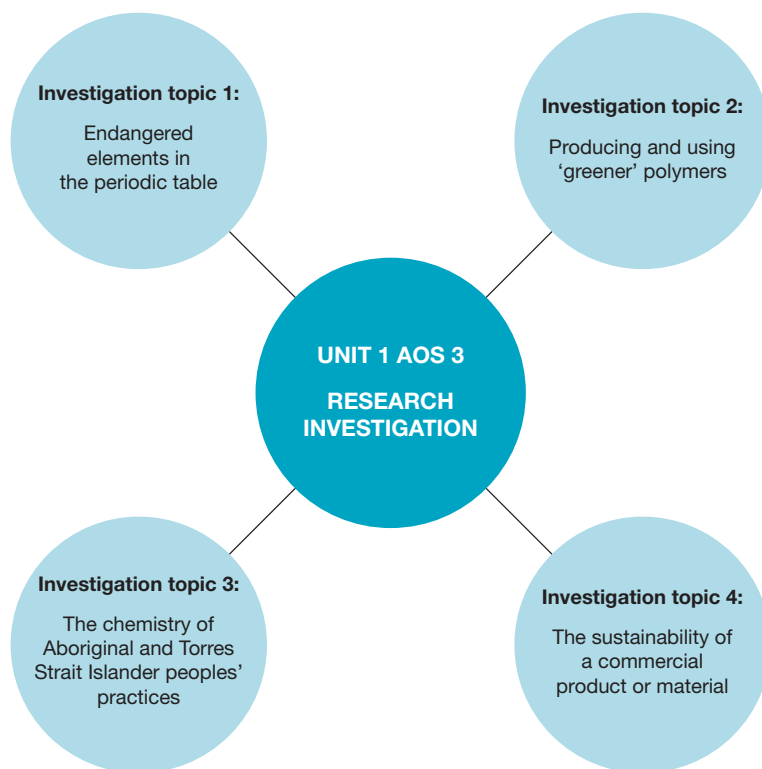 Investigation topic 1:
Endangered
elements in
the periodic table
Investigation topic 2:
Producing and using
‘greener’ polymers
UNIT 1 AOS 3
RESEARCH
INVESTIGATION
Investigation topic 3:
The chemistry of
Aboriginal and Torres
Strait Islander peoples’
practices
Investigation topic 4:
The sustainability of
a commercial
product or material